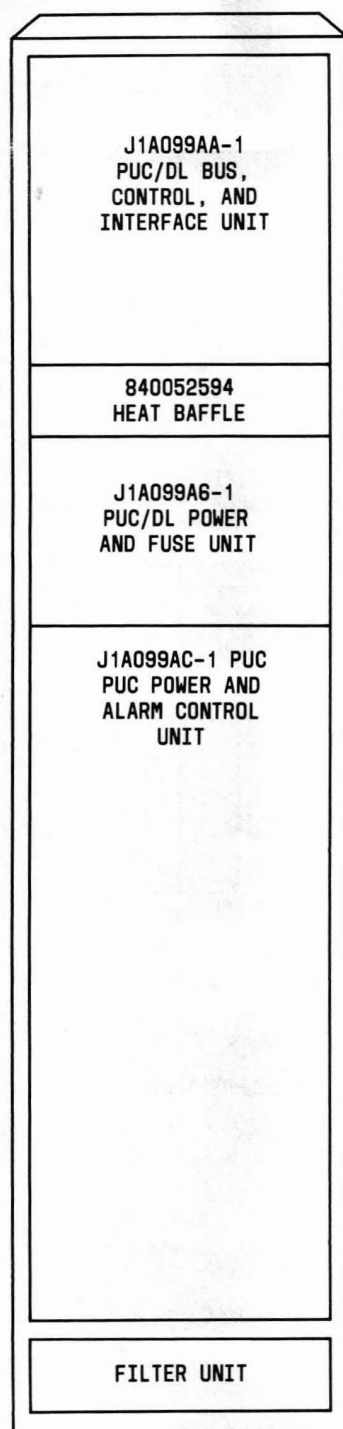 J1A099AA-1
PUC/DL BUS,
CONTROL, AND
INTERFACE UNIT
840052594
HEAT BAFFLE
J1A099A6-1
PUC/DL POWER
AND FUSE UNIT
J1A099AC-1 PUC
PUC POWER AND
ALARM CONTROL
UNIT
FILTER UNIT